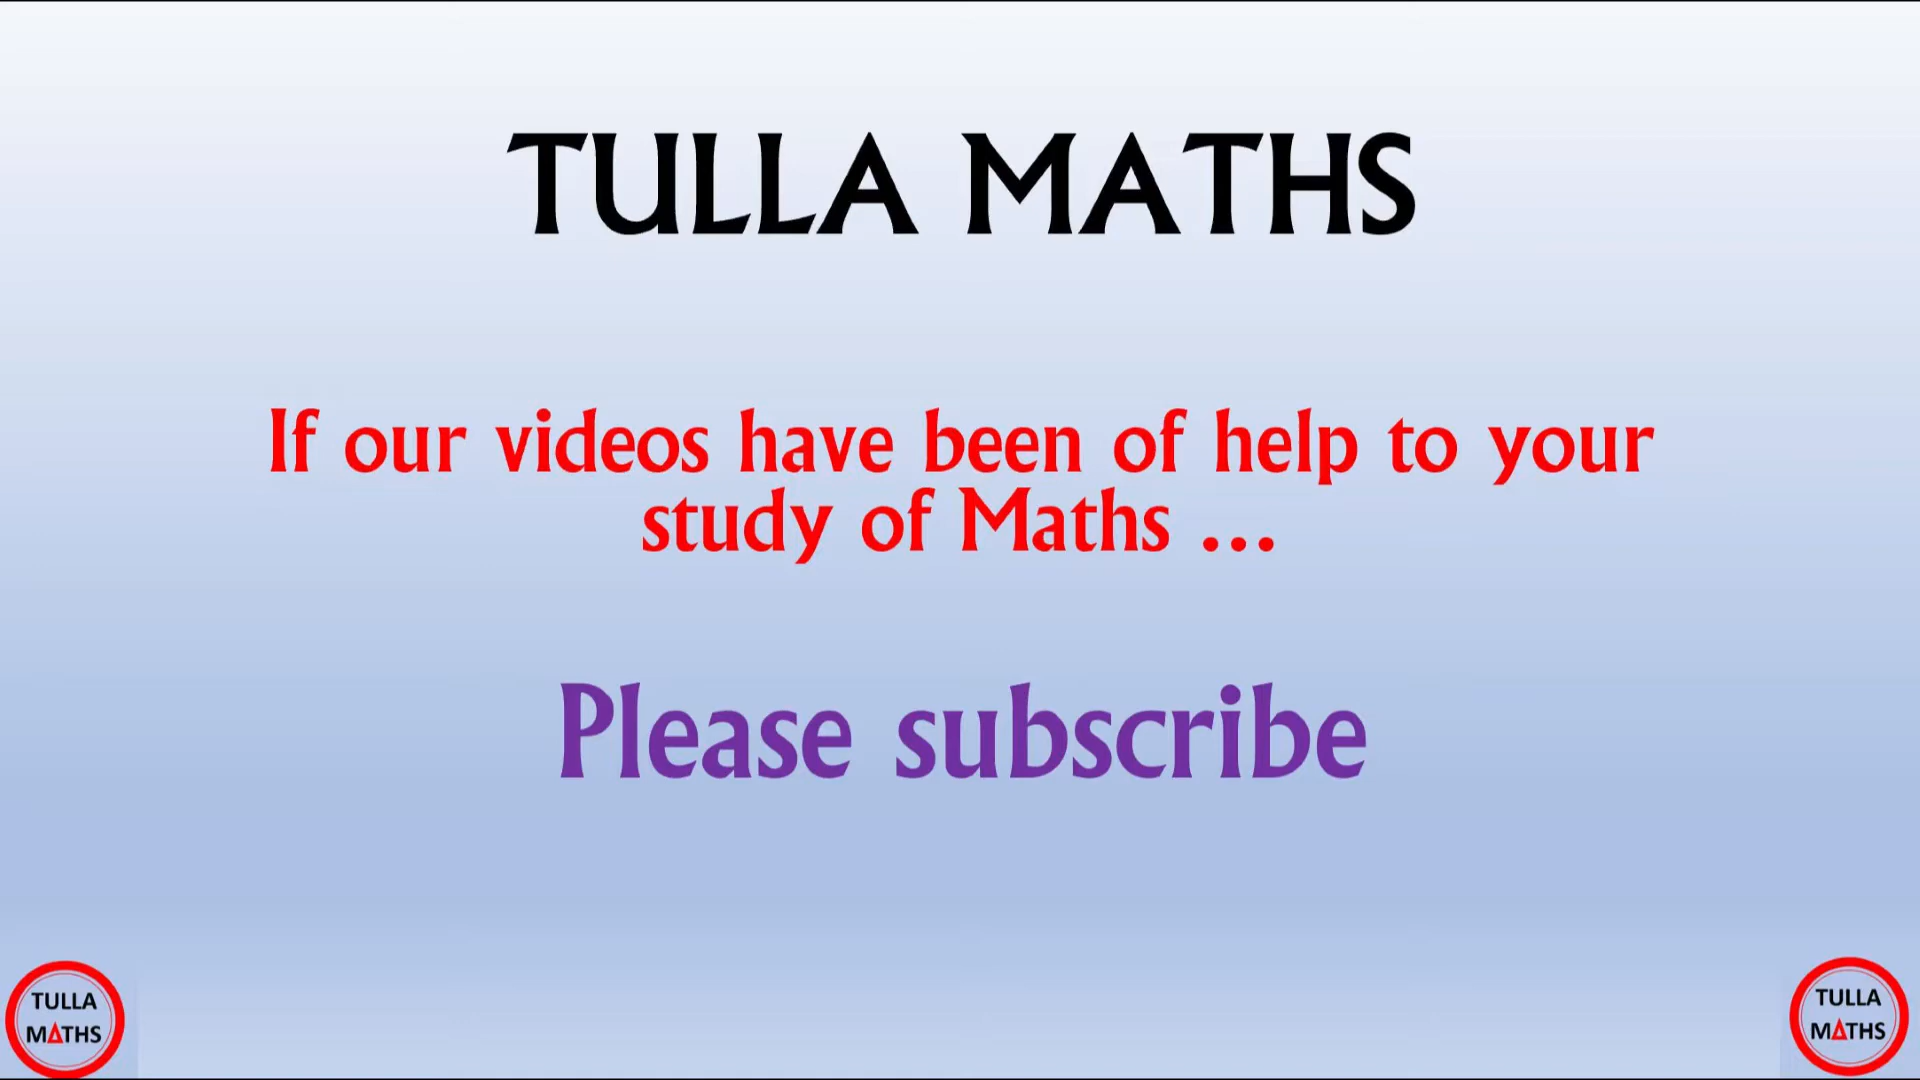 TULLA MATHS
If our videos have been of help to your
study of Maths ...
Please subscribe
TULLA
MATHS
TULLA
MATHS